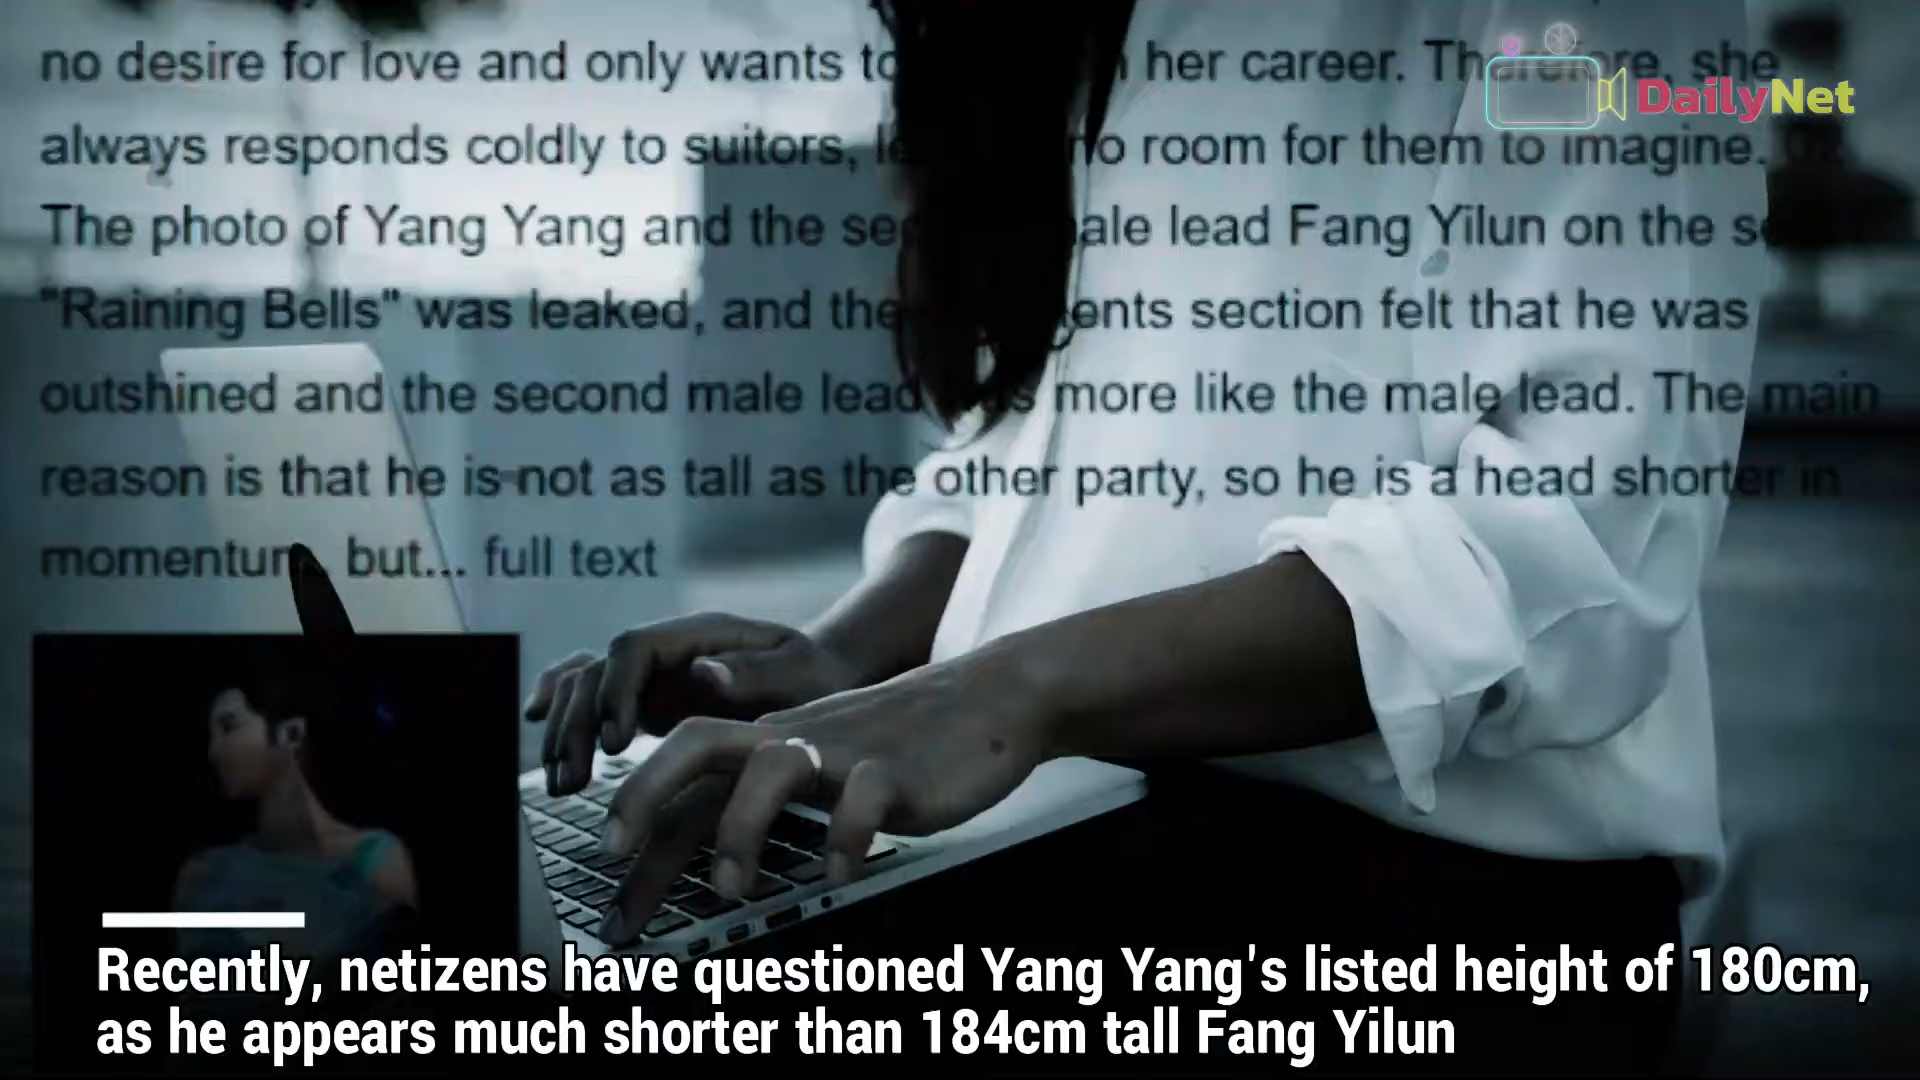 no desire for love and only wants to her career. Therefore, she
DailyNet
always responds coldly to suitors, no room for them to imagine.
The photo of Yang Yang and the male lead Fang Yilun on the
"Raining Bells" was leaked, and the section felt that he was
outshined and the second male lead more like the male lead. The main
reason is that he is not as tall as the other party, so he is a head shorter in
momentum, but... full text
Recently, netizens have questioned Yang Yang's listed height of 180cm,
as he appears much shorter than 184cm tall Fang Yilun